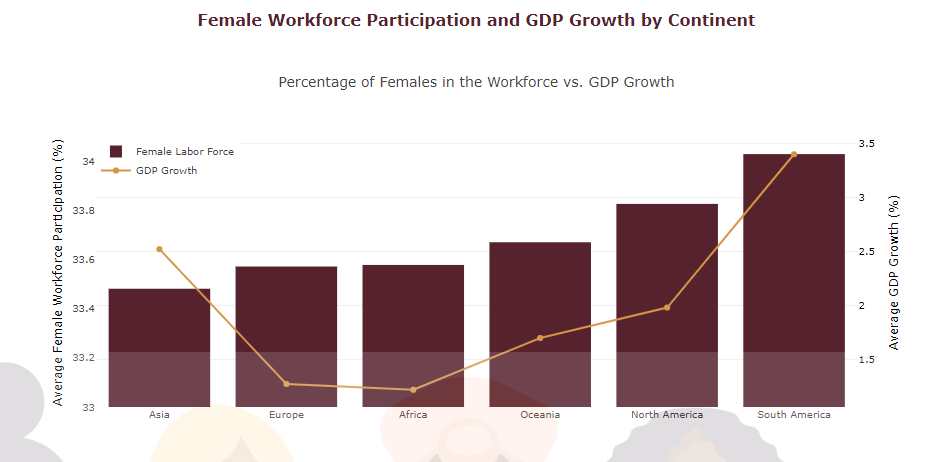 Female Workforce Participation and GDP Growth by Continent
Percentage of Females in the Workforce vs. GDP Growth
Female Labor Force
GDP Growth
Average Female Workforce Participation (%)
34
33.8
33.6
33.4
33.2
33
3.5
3
2.5
2
1.5
Average GDP Growth (%)
Asia Europe Africa Oceania North America South America